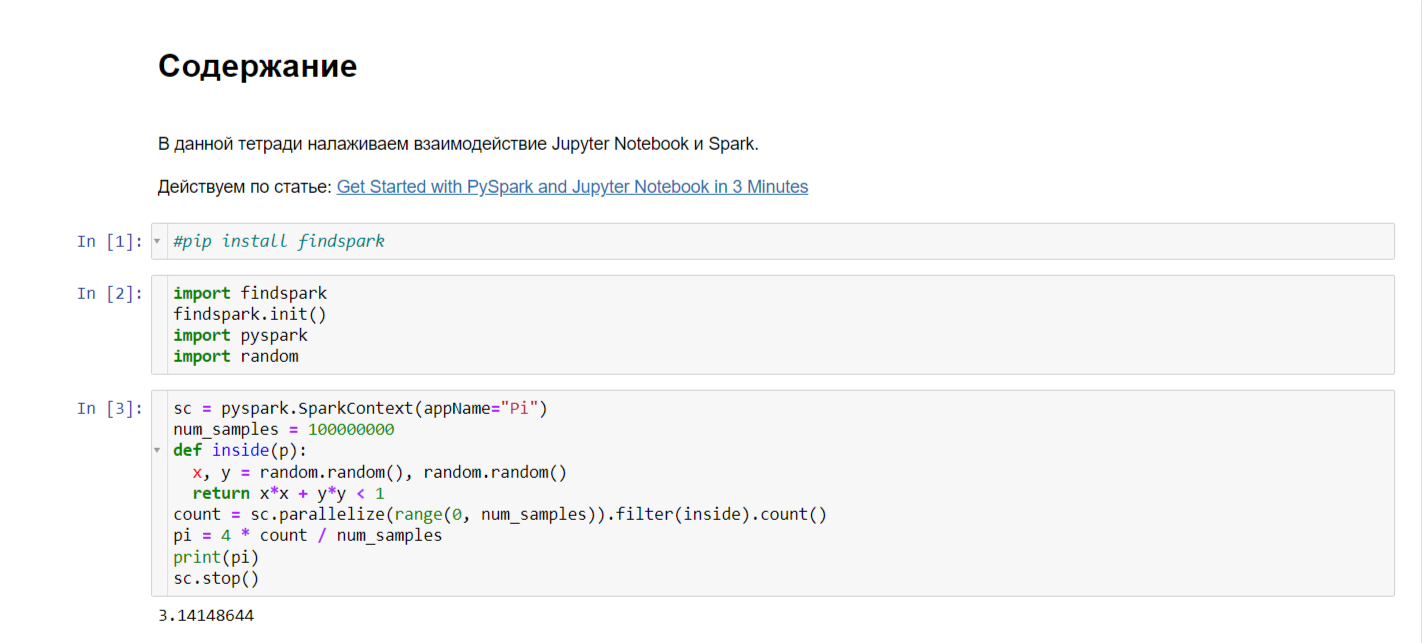 Содержание
В данной тетради налаживаем взаимодействие Jupyter Notebook и Spark.
Действуем по статье: Get Started with PySpark and Jupyter Notebook in 3 Minutes
In [1]: #pip install findspark
In [2]: import findspark
findspark.init()
import pyspark
import random
In [3]: sc = pyspark.SparkContext(appName="Pi")
num_samples = 100000000
def inside(p):
  x, y = random.random(), random.random()
  return x*x + y*y < 1
count = sc.parallelize(range(0, num_samples)).filter(inside).count()
pi = 4 * count / num_samples
print(pi)
sc.stop()
3.14148644